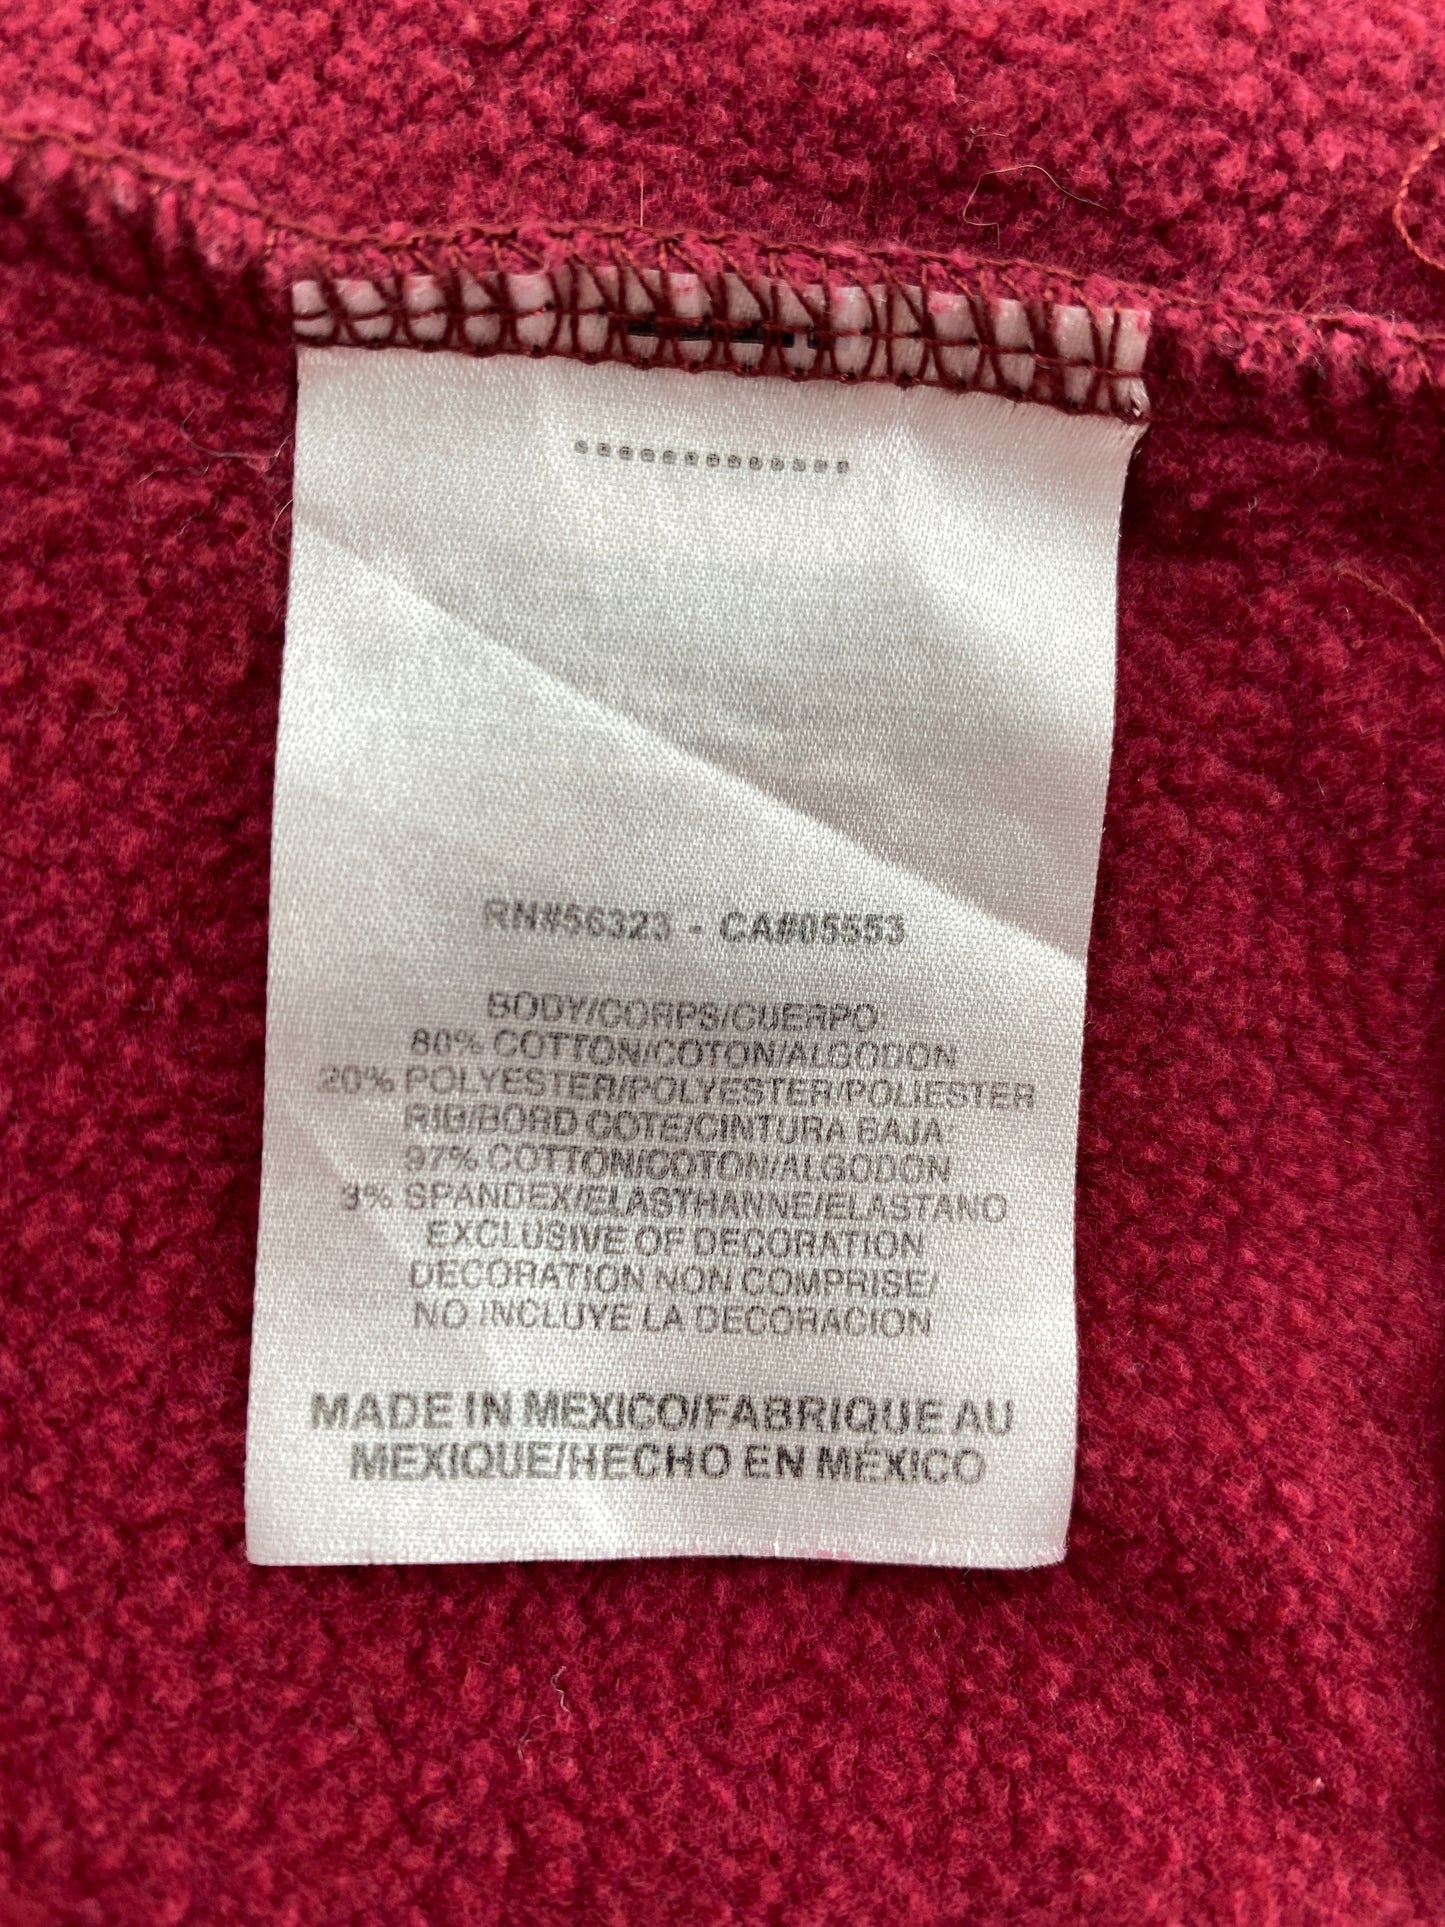 RN#56323 - CA#05553
BODY/CORPS/CUERPO:
80% COTTON/COTON/ALGODON
20% POLYESTER/POLYESTER/POLIESTER
RIB/BORD COTE/CINTURA BAJA:
97% COTTON/COTON/ALGODON
3% SPANDEX/ELASTHANNE/ELASTANO
EXCLUSIVE OF DECORATION
DECORATION NON COMPRISE/
NO INCLUYE LA DECORACION
MADE IN MEXICO/FABRIQUE AU
MEXIQUE/HECHO EN MÉXICO